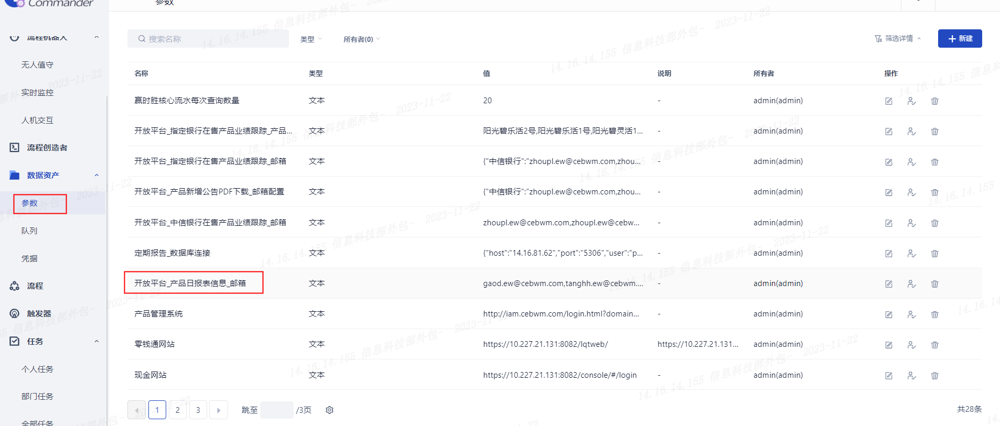 Commander
参数
流程机器人
无人值守
实时监控
人机交互
流程创造者
数据资产
参数
队列
凭据
流程
触发器
任务
个人任务
部门任务
全部任务
搜索名称 类型 所有者(0) 筛选详情 新建
名称 类型 值 说明 所有者 操作
赢时胜核心流水每次查询数量 文本 20 - admin(admin)
开放平台_指定银行在售产品业绩跟踪_产品... 文本 阳光碧乐活2号,阳光碧乐活1号,阳光碧灵活1... - admin(admin)
开放平台_指定银行在售产品业绩跟踪_邮箱 文本 {"中信银行":"zhoupl.ew@cebwm.com,zhou... - admin(admin)
开放平台_产品新增公告PDF下载_邮箱配置 文本 {"中信银行":"zhoupl.ew@cebwm.com,zhou... - admin(admin)
开放平台_中信银行在售产品业绩跟踪_邮箱 文本 zhoupl.ew@cebwm.com,zhoupl.ew@cebw... - admin(admin)
定期报告_数据库连接 文本 {"host":"14.16.81.62","port":"5306","user":"p... - admin(admin)
开放平台_产品日报表信息_邮箱 文本 gaod.ew@cebwm.com,tanghh.ew@cebwm.... - admin(admin)
产品管理系统 文本 http://iam.cebwm.com/login.html?domain... - admin(admin)
零钱通网站 文本 https://10.227.21.131:8082/lqtweb/ https://10.227.21.131... admin(admin)
现金网站 文本 https://10.227.21.131:8082/console/#/login - admin(admin)
1 2 3 跳至 /3页 共28条
14.16.14.155 信息科技部外包- 2023-11-22